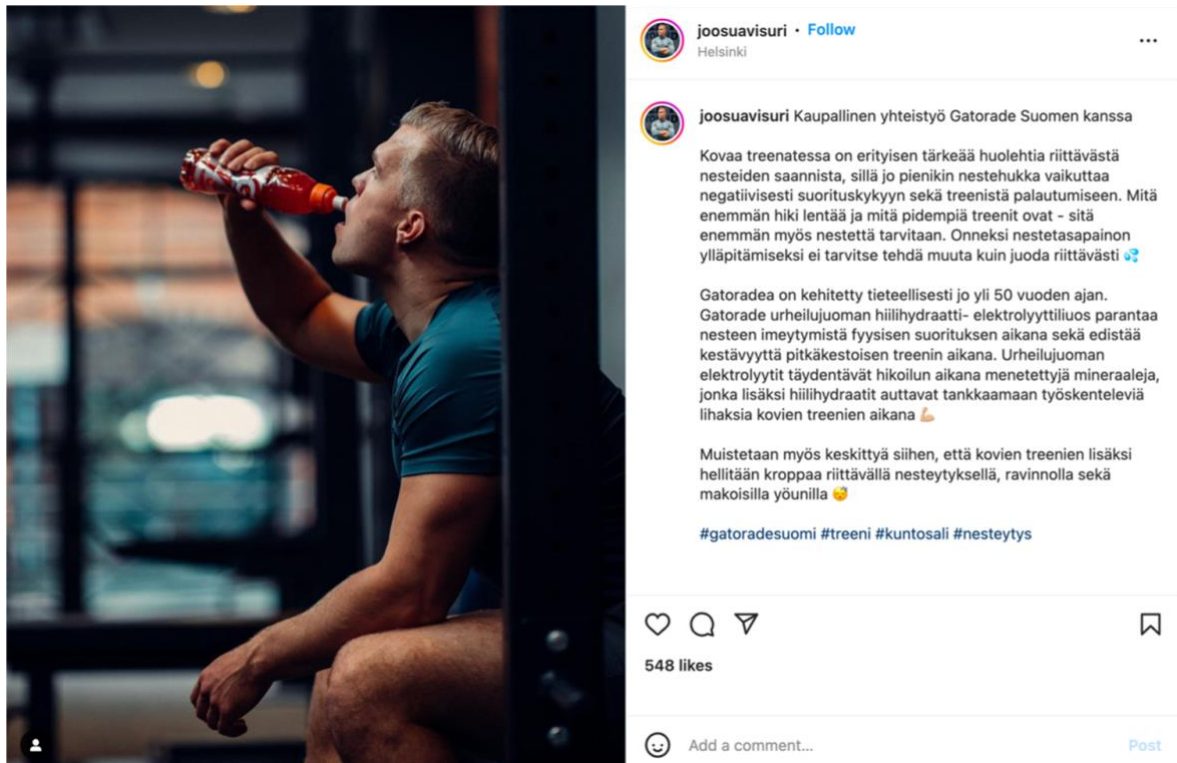 joosuavisuri • Follow
Helsinki
joosuavisuri Kaupallinen yhteistyö Gatorade Suomen kanssa
Kovaa treenatessa on erityisen tärkeää huolehtia riittävästä
nesteiden saannista, sillä jo pienikin nestehukka vaikuttaa
negatiivisesti suorituskykyyn sekä treenistä palautumiseen. Mitä
enemmän hiki lentää ja mitä pidempiä treenit ovat - sitä
enemmän myös nestettä tarvitaan. Onneksi nestetasapainon
ylläpitämiseksi ei tarvitse tehdä muuta kuin juoda riittävästi 💦
Gatoradea on kehitetty tieteellisesti jo yli 50 vuoden ajan.
Gatorade urheilujuoman hiilihydraatti- elektrolyyttiliuos parantaa
nesteen imeytymistä fyysisen suorituksen aikana sekä edistää
kestävyyttä pitkäkestoisen treenin aikana. Urheilujuoman
elektrolyytit täydentävät hikoilun aikana menetettyjä mineraaleja,
jonka lisäksi hiilihydraatit auttavat tankkaamaan työskenteleviä
lihaksia kovien treenien aikana 💪🏼
Muistetaan myös keskittyä siihen, että kovien treenien lisäksi
hellitään kroppaa riittävällä nesteytyksellä, ravinnolla sekä
makoisilla yöunilla 😴
#gatoradesuomi #treeni #kuntosali #nesteytys
548 likes
Add a comment...
Post